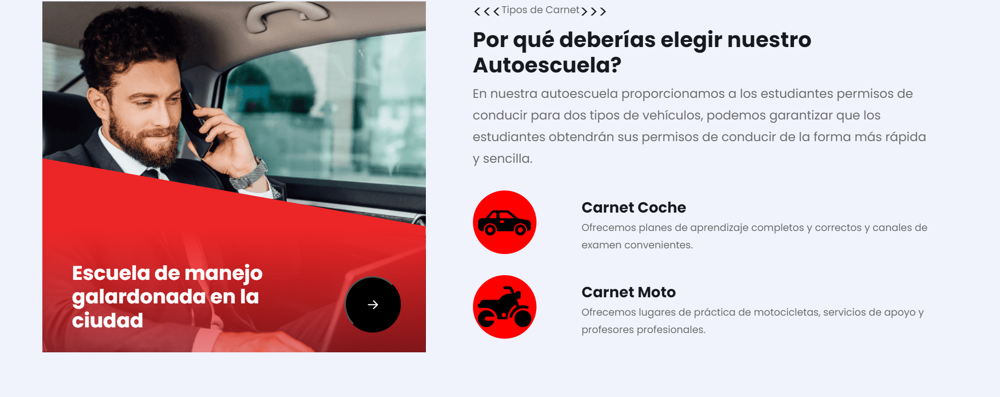 <<<Tipos de Carnet>>>
Por qué deberías elegir nuestro
Autoescuela?
En nuestra autoescuela proporcionamos a los estudiantes permisos de
conducir para dos tipos de vehículos, podemos garantizar que los
estudiantes obtendrán sus permisos de conducir de la forma más rápida
y sencilla.
Carnet Coche
Ofrecemos planes de aprendizaje completos y correctos y canales de
examen convenientes.
Carnet Moto
Ofrecemos lugares de práctica de motocicletas, servicios de apoyo y
profesores profesionales.
Escuela de manejo
galardonada en la
ciudad